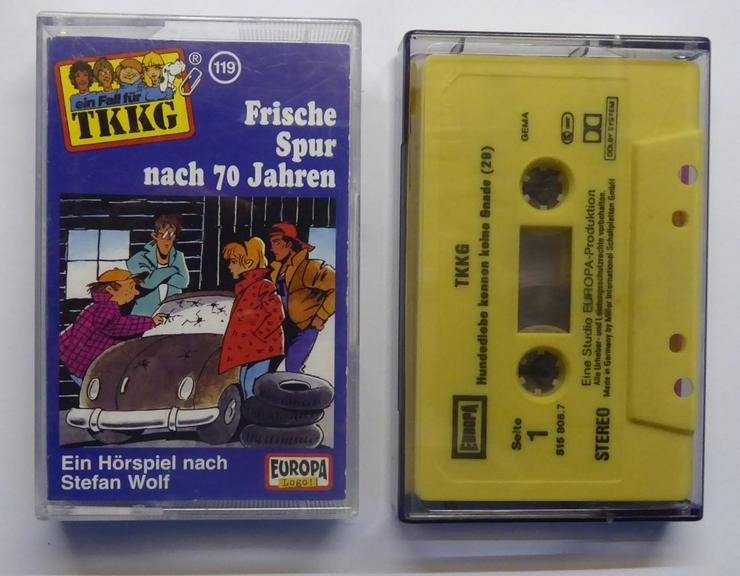 ein Fall für
TKKG
®
119
Frische
Spur
nach 70 Jahren
Ein Hörspiel nach
Stefan Wolf
EUROPA
Logo!
TKKG
Hundediebe kennen keine Gnade (29)
GEMA
DOLBY SYSTEM
EUROPA
Seite
1
815 808.7
STEREO
Eine Studio EUROPA-Produktion
Alle Urheber- und Leistungsschutzrechte vorbehalten.
Made in Germany by Miller International Schallplatten GmbH